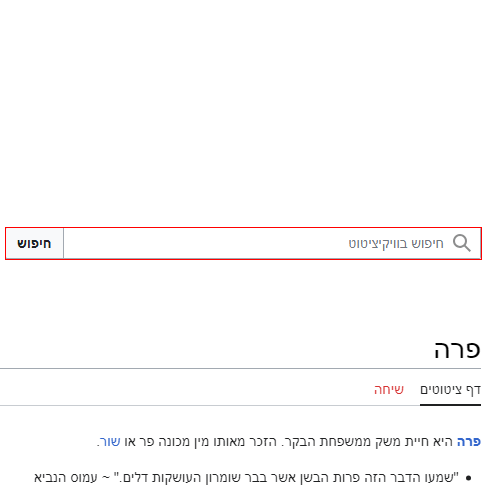 חיפוש בוויקיציטוט חיפוש
פרה
דף ציטוטים שיחה
פרה היא חיית משק ממשפחת הבקר. הזכר מאותו מין מכונה פר או שור.
• "שמעו הדבר הזה פרות הבשן אשר בבר שומרון העושקות דלים." ~ עמוס הנביא